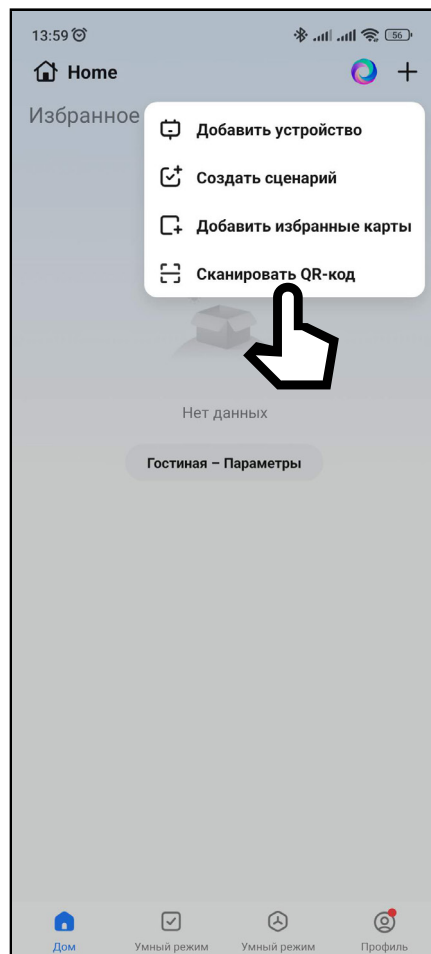 13:59
56
Home
Избранное
Добавить устройство
Создать сценарий
Добавить избранные карты
Сканировать QR-код
Нет данных
Гостиная – Параметры
Дом
Умный режим
Умный режим
Профиль